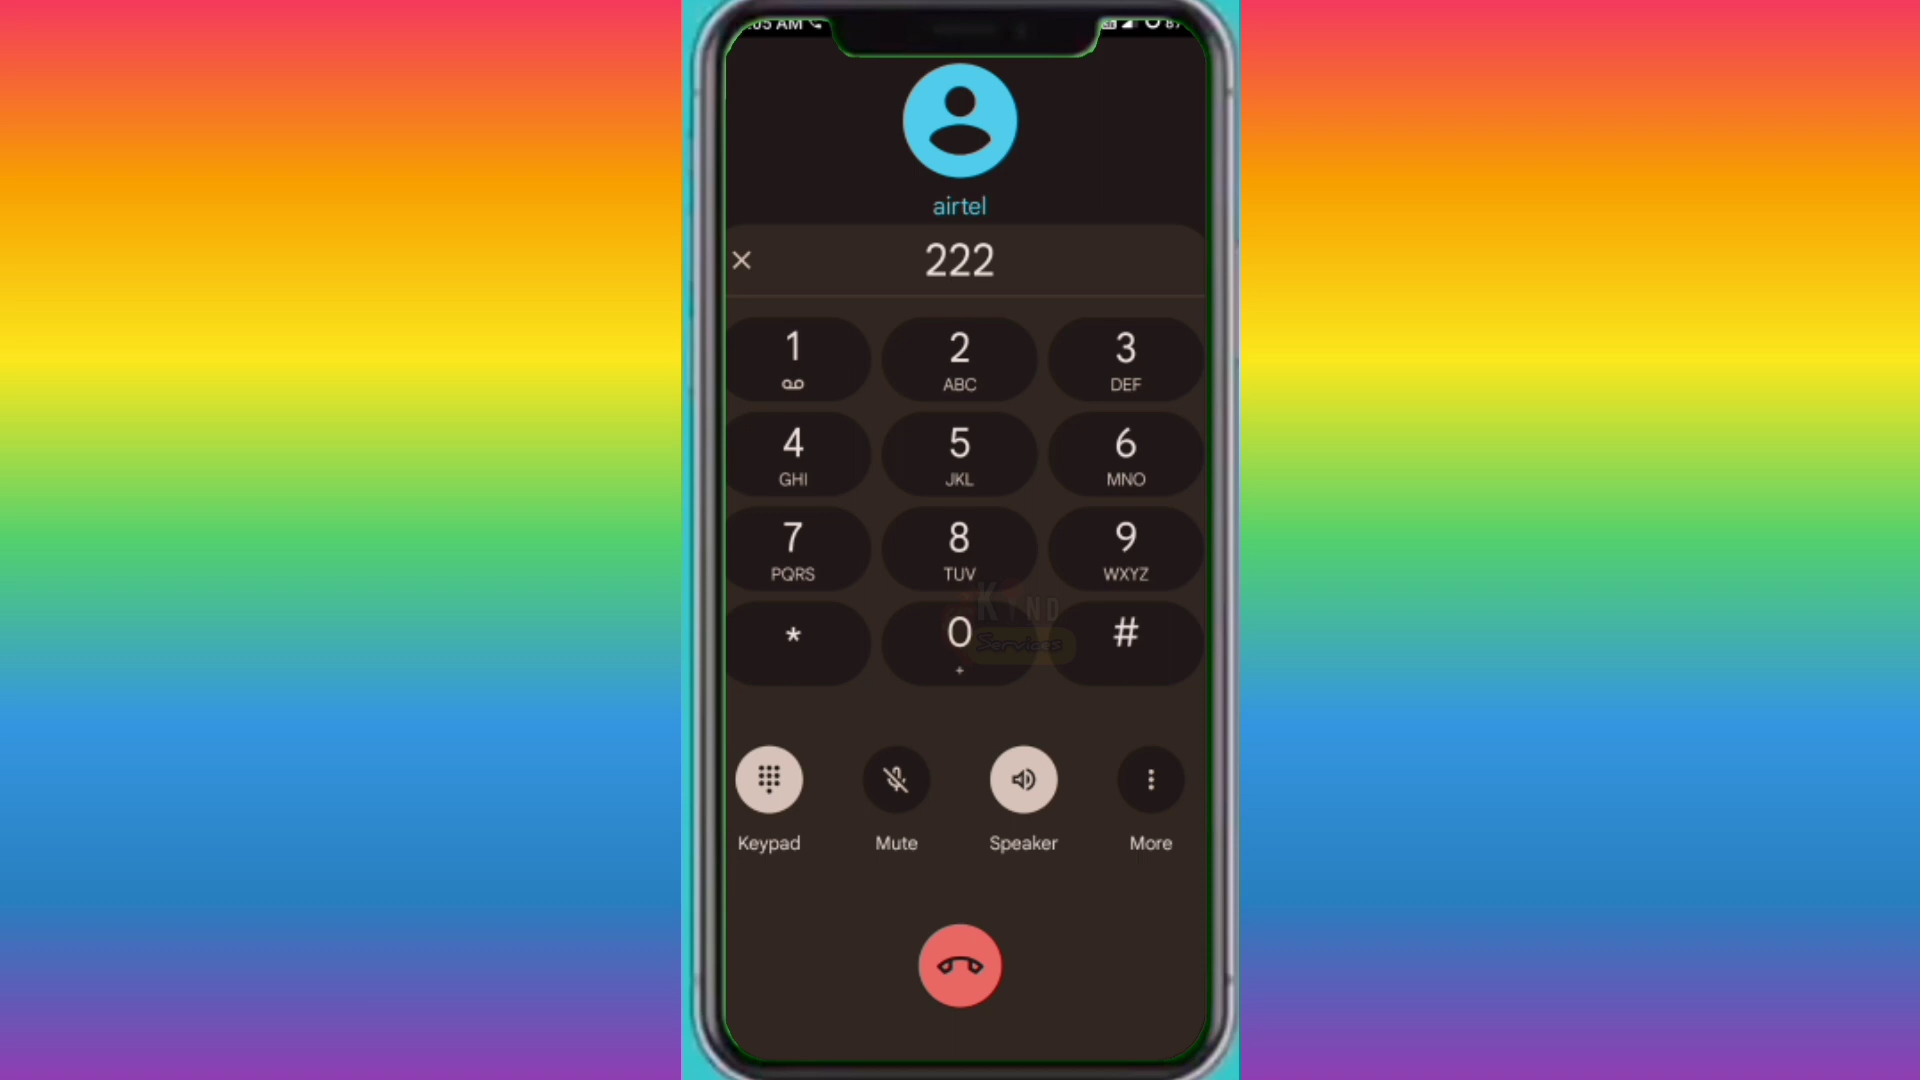 airtel
222
1 2 3
ABC DEF
4 5 6
GHI JKL MNO
7 8 9
PQRS TUV WXYZ
* 0 #
+
Services
Keypad Mute Speaker More